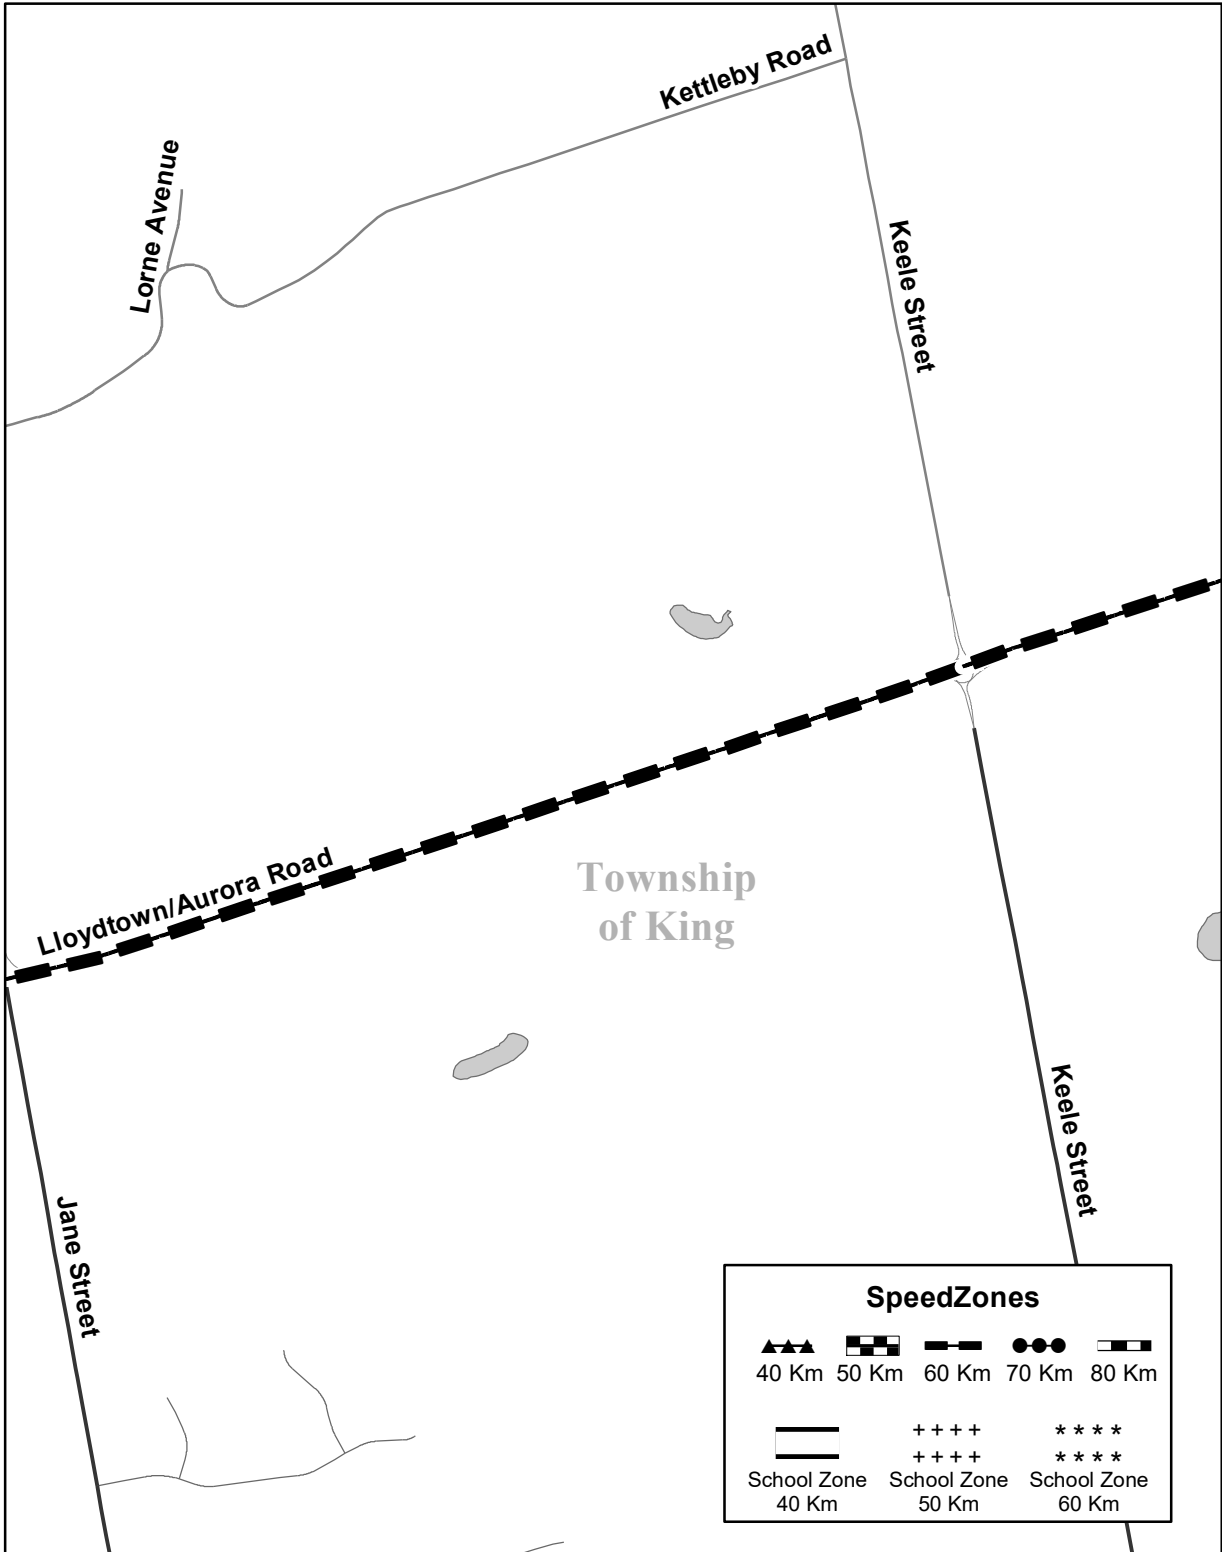 Kettleby Road
Lorne Avenue
Keele Street
Lloydtown/Aurora Road
Township
of King
Keele Street
Jane Street
SpeedZones
40 Km 50 Km 60 Km 70 Km 80 Km
School Zone School Zone School Zone
40 Km 50 Km 60 Km